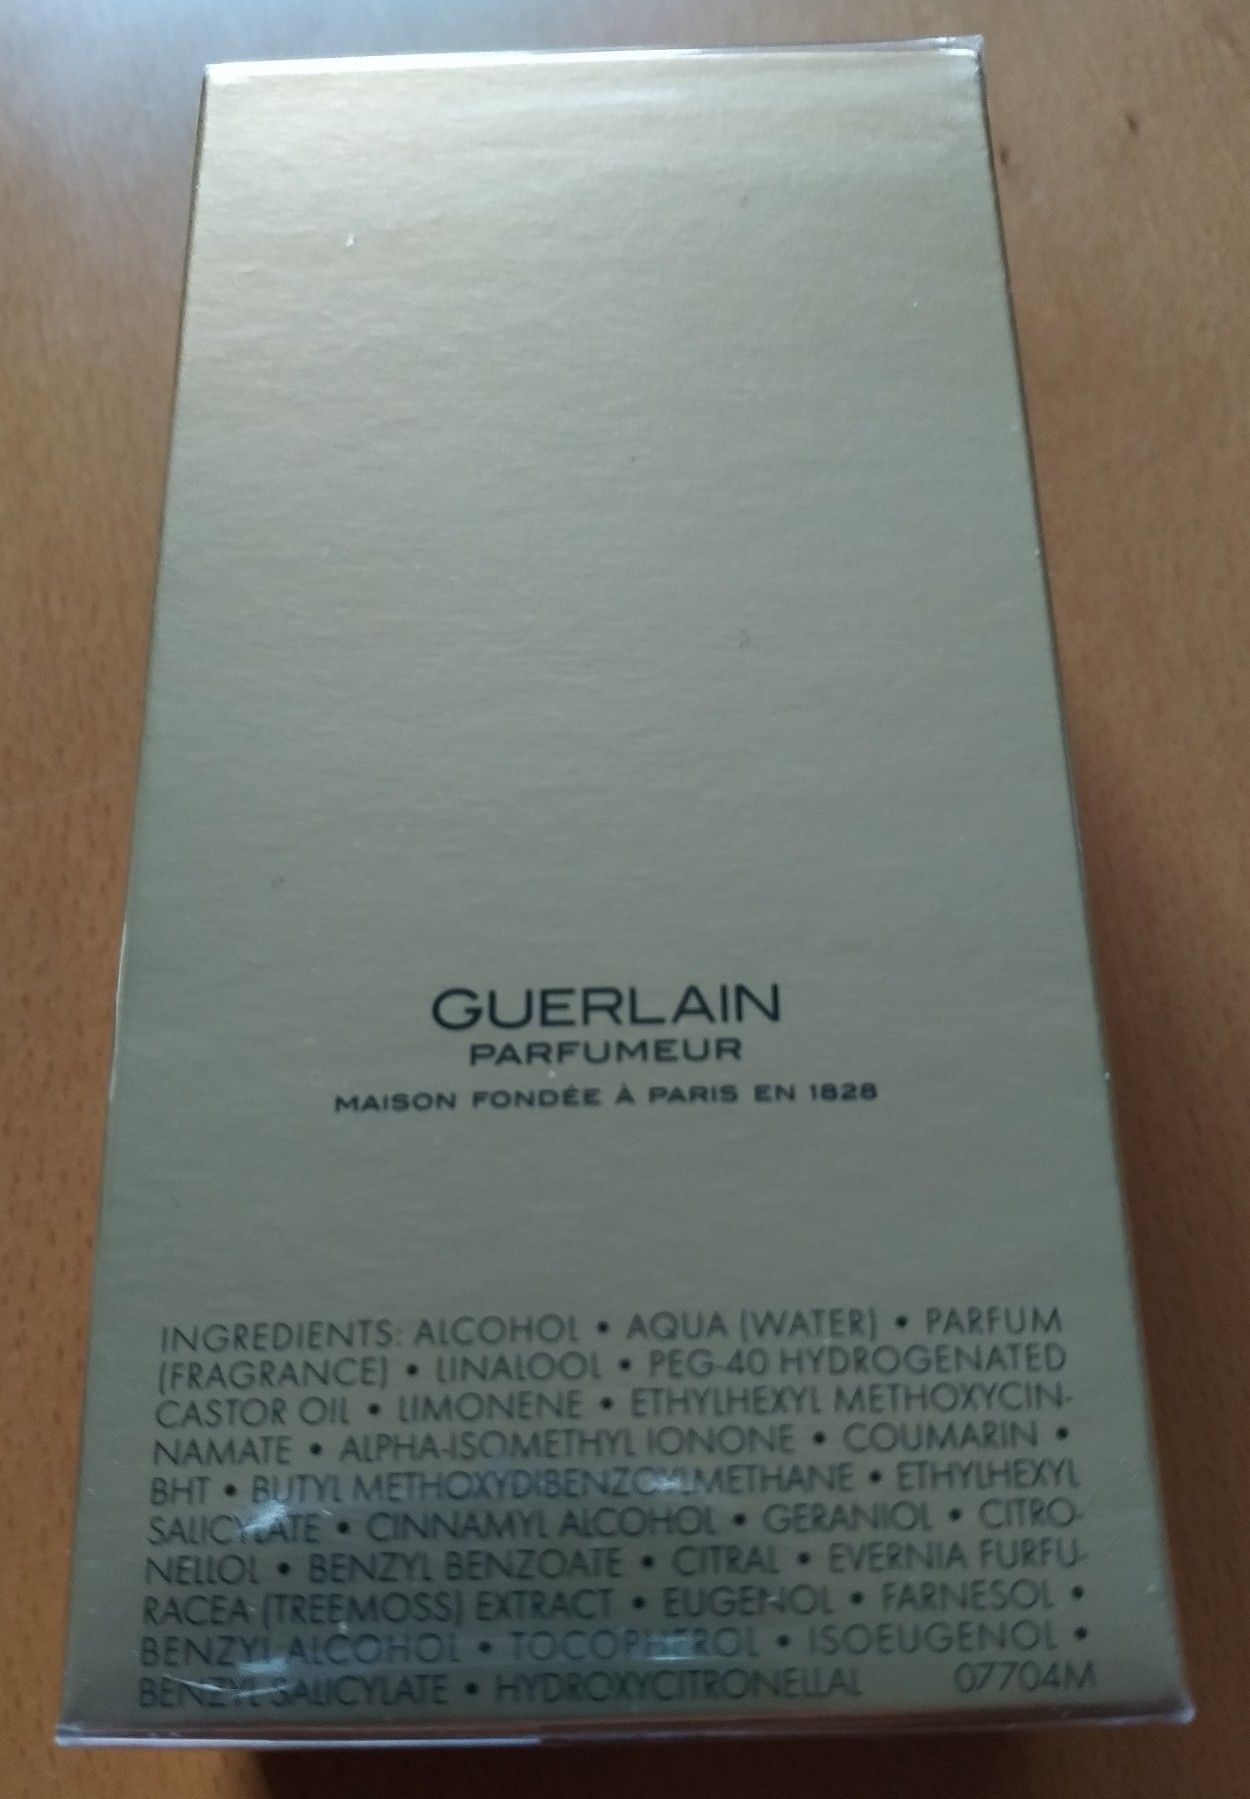 GUERLAIN
PARFUMEUR
MAISON FONDÉE À PARIS EN 1828
INGREDIENTS: ALCOHOL • AQUA (WATER) • PARFUM
(FRAGRANCE) • LINALOOL • PEG-40 HYDROGENATED
CASTOR OIL • LIMONENE • ETHYLHEXYL METHOXYCIN-
NAMATE • ALPHA-ISOMETHYL IONONE • COUMARIN •
BHT • BUTYL METHOXYDIBENZOYLMETHANE • ETHYLHEXYL
SALICYLATE • CINNAMYL ALCOHOL • GERANIOL • CITRO-
NELLOL • BENZYL BENZOATE • CITRAL • EVERNIA FURFU-
RACEA (TREEMOSS) EXTRACT • EUGENOL • FARNESOL •
BENZYL ALCOHOL • TOCOPHEROL • ISOEUGENOL •
BENZYL SALICYLATE • HYDROXYCITRONELLAL 07704M